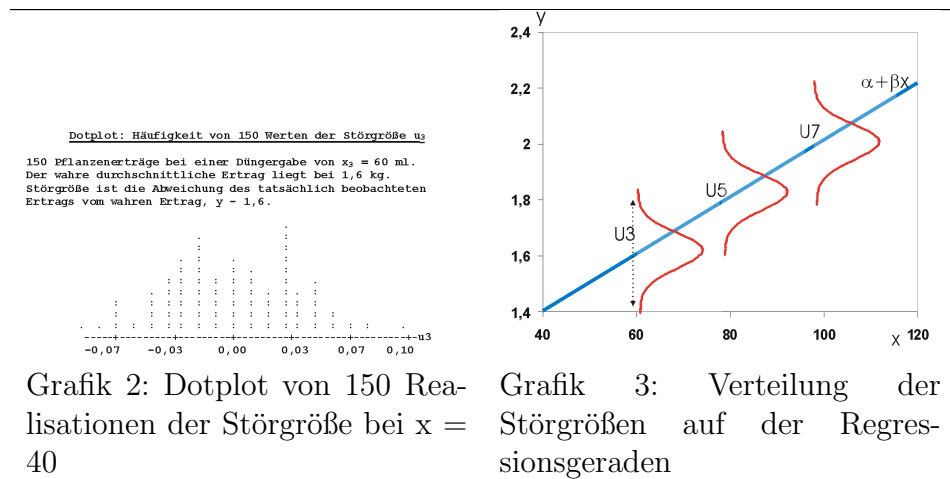 Dotplot: Häufigkeit von 150 Werten der Störgröße u3
150 Pflanzenerträge bei einer Düngergabe von x3 = 60 ml.
Der wahre durchschnittliche Ertrag liegt bei 1,6 kg.
Störgröße ist die Abweichung des tatsächlich beobachteten
Ertrags vom wahren Ertrag, y - 1,6.
u3
-0,07 -0,03 0,00 0,03 0,07 0,10
Grafik 2: Dotplot von 150 Rea-
lisationen der Störgröße bei x =
40
y
2,4
α+βx
2,2
U7
2
U5
1,8
U3
1,6
1,4
40 60 80 100 x 120
Grafik 3: Verteilung der
Störgrößen auf der Regres-
sionsgeraden